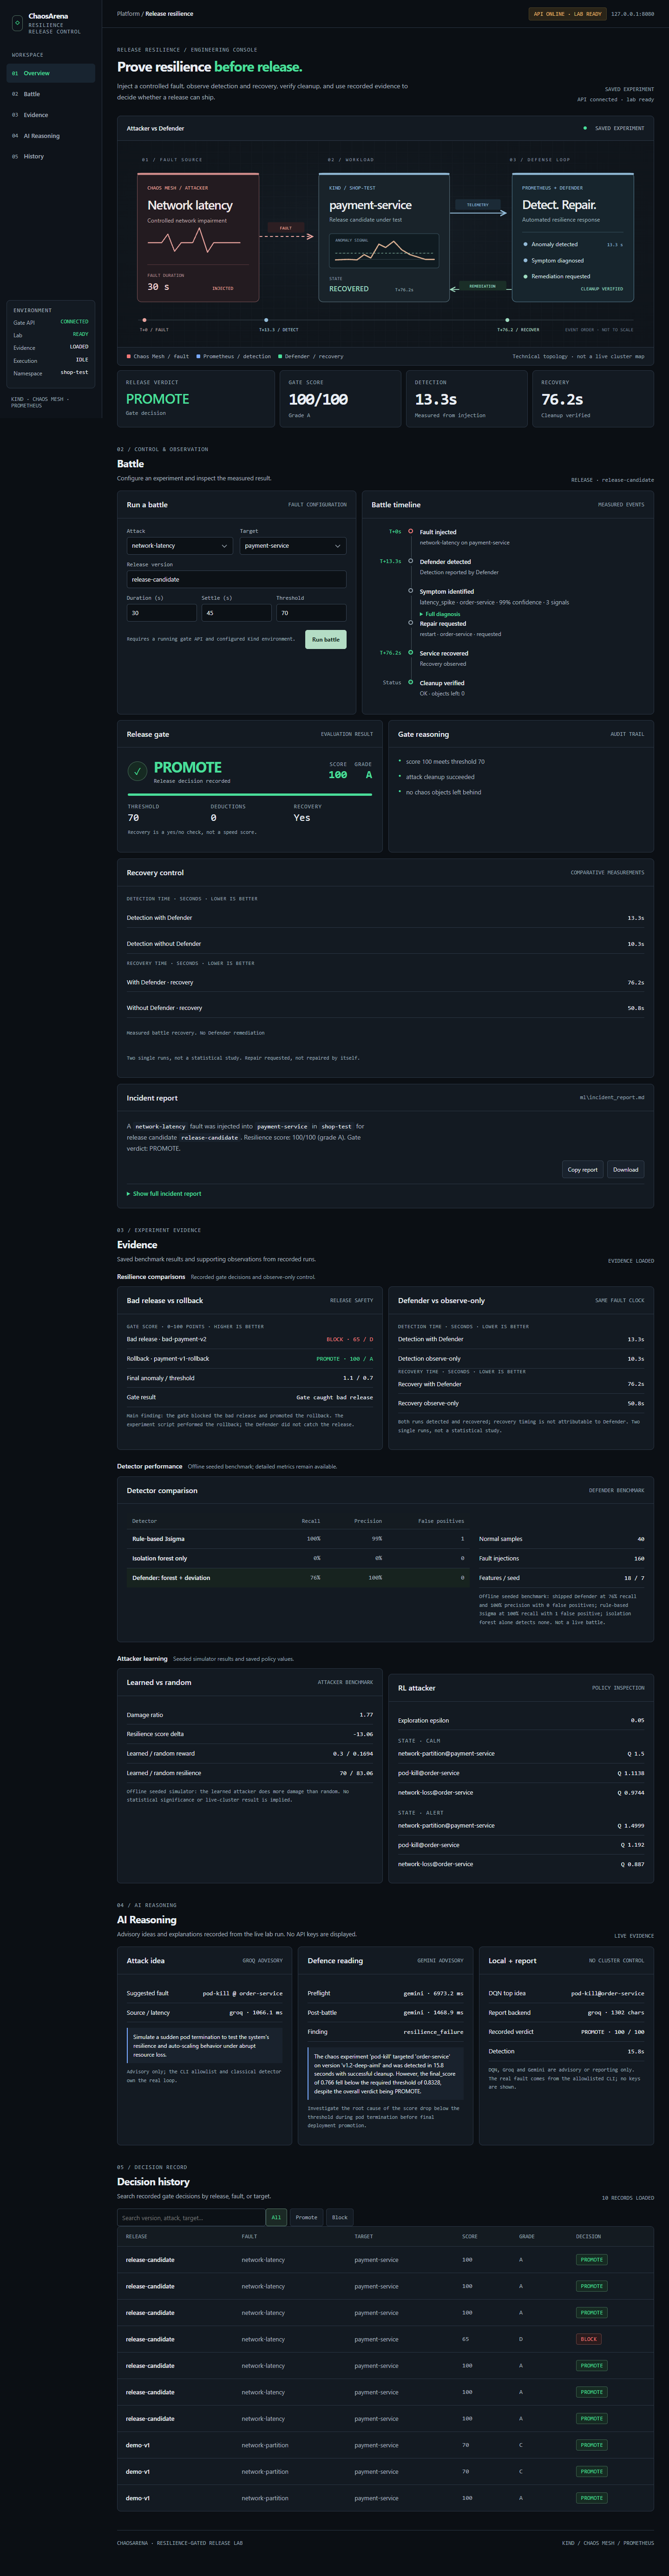 ChaosArena
RESILIENCE
RELEASE CONTROL
WORKSPACE
01 Overview
02 Battle
03 Evidence
04 AI Reasoning
05 History
ENVIRONMENT
Gate API CONNECTED
Lab READY
Evidence LOADED
Execution IDLE
Namespace shop-test
KIND · CHAOS MESH ·
PROMETHEUS
Platform / Release resilience
API ONLINE · LAB READY 127.0.0.1:8080
RELEASE RESILIENCE / ENGINEERING CONSOLE
Prove resilience before release.
Inject a controlled fault, observe detection and recovery, verify cleanup, and use recorded evidence to
decide whether a release can ship.
SAVED EXPERIMENT
API connected · lab ready
Attacker vs Defender
SAVED EXPERIMENT
01 / FAULT SOURCE
02 / WORKLOAD
03 / DEFENSE LOOP
CHAOS MESH / ATTACKER
Network latency
Controlled network impairment
FAULT DURATION
30 s
INJECTED
FAULT
KIND / SHOP-TEST
payment-service
Release candidate under test
ANOMALY SIGNAL
STATE
RECOVERED
T+76.2s
TELEMETRY
REMEDIATION
PROMETHEUS + DEFENDER
Detect. Repair.
Automated resilience response
Anomaly detected 13.3 s
Symptom diagnosed
Remediation requested
CLEANUP VERIFIED
T+0 / FAULT
T+13.3 / DETECT
T+76.2 / RECOVER
EVENT ORDER · NOT TO SCALE
Chaos Mesh / fault
Prometheus / detection
Defender / recovery
Technical topology · not a live cluster map
RELEASE VERDICT
PROMOTE
Gate decision
GATE SCORE
100/100
Grade A
DETECTION
13.3s
Measured from injection
RECOVERY
76.2s
Cleanup verified
02 / CONTROL & OBSERVATION
Battle
Configure an experiment and inspect the measured result.
RELEASE · release-candidate
Run a battle
FAULT CONFIGURATION
Attack
network-latency
Target
payment-service
Release version
release-candidate
Duration (s)
30
Settle (s)
45
Threshold
70
Requires a running gate API and configured Kind environment.
Run battle
Battle timeline
MEASURED EVENTS
T+0s Fault injected
network-latency on payment-service
T+13.3s Defender detected
Detection reported by Defender
Symptom identified
latency_spike · order-service · 99% confidence · 3 signals
▶ Full diagnosis
Repair requested
restart · order-service · requested
T+76.2s Service recovered
Recovery observed
Status Cleanup verified
OK · objects left: 0
Release gate
EVALUATION RESULT
✓ PROMOTE
Release decision recorded
SCORE
100
GRADE
A
THRESHOLD
70
DEDUCTIONS
0
RECOVERY
Yes
Recovery is a yes/no check, not a speed score.
Gate reasoning
AUDIT TRAIL
score 100 meets threshold 70
attack cleanup succeeded
no chaos objects left behind
Recovery control
COMPARATIVE MEASUREMENTS
DETECTION TIME · SECONDS · LOWER IS BETTER
Detection with Defender 13.3s
Detection without Defender 10.3s
RECOVERY TIME · SECONDS · LOWER IS BETTER
With Defender · recovery 76.2s
Without Defender · recovery 50.8s
Measured battle recovery. No Defender remediation
Two single runs, not a statistical study. Repair requested, not repaired by itself.
Incident report
ml\incident_report.md
A network-latency fault was injected into payment-service in shop-test for
release candidate release-candidate. Resilience score: 100/100 (grade A). Gate
verdict: PROMOTE.
Copy report
Download
▶ Show full incident report
03 / EXPERIMENT EVIDENCE
Evidence
Saved benchmark results and supporting observations from recorded runs.
EVIDENCE LOADED
Resilience comparisons Recorded gate decisions and observe-only control.
Bad release vs rollback
RELEASE SAFETY
GATE SCORE · 0–100 POINTS · HIGHER IS BETTER
Bad release · bad-payment-v2 BLOCK · 65 / D
Rollback · payment-v1-rollback PROMOTE · 100 / A
Final anomaly / threshold 1.1 / 0.7
Gate result Gate caught bad release
Main finding: the gate blocked the bad release and promoted the rollback. The
experiment script performed the rollback; the Defender did not catch the release.
Defender vs observe-only
SAME FAULT CLOCK
DETECTION TIME · SECONDS · LOWER IS BETTER
Detection with Defender 13.3s
Detection observe-only 10.3s
RECOVERY TIME · SECONDS · LOWER IS BETTER
Recovery with Defender 76.2s
Recovery observe-only 50.8s
Both runs detected and recovered; recovery timing is not attributable to Defender. Two
single runs, not a statistical study.
Detector performance Offline seeded benchmark; detailed metrics remain available.
Detector comparison
DEFENDER BENCHMARK
Detector Recall Precision False positives
Rule-based 3sigma 100% 99% 1
Isolation forest only 0% 0% 0
Defender: forest + deviation 76% 100% 0
Normal samples 40
Fault injections 160
Features / seed 18 / 7
Offline seeded benchmark: shipped Defender at 76% recall
and 100% precision with 0 false positives; rule-based
3sigma at 100% recall with 1 false positive; isolation
forest alone detects none. Not a live battle.
Attacker learning Seeded simulator results and saved policy values.
Learned vs random
ATTACKER BENCHMARK
Damage ratio 1.77
Resilience score delta -13.06
Learned / random reward 0.3 / 0.1694
Learned / random resilience 70 / 83.06
Offline seeded simulator: the learned attacker does more damage than random. No
statistical significance or live-cluster result is implied.
RL attacker
POLICY INSPECTION
Exploration epsilon 0.05
STATE · CALM
network-partition@payment-service Q 1.5
pod-kill@order-service Q 1.1138
network-loss@order-service Q 0.9744
STATE · ALERT
network-partition@payment-service Q 1.4999
pod-kill@order-service Q 1.192
network-loss@order-service Q 0.887
04 / AI REASONING
AI Reasoning
Advisory ideas and explanations recorded from the live lab run. No API keys are displayed.
LIVE EVIDENCE
Attack idea
GROQ ADVISORY
Suggested fault pod-kill @ order-service
Source / latency groq · 1066.1 ms
Simulate a sudden pod termination to test the system's
resilience and auto-scaling behavior under abrupt
resource loss.
Advisory only; the CLI allowlist and classical detector
own the real loop.
Defence reading
GEMINI ADVISORY
Preflight gemini · 6973.2 ms
Post-battle gemini · 1468.9 ms
Finding resilience_failure
The chaos experiment 'pod-kill' targeted 'order-service'
on version 'v1.2-deep-aiml' and was detected in 15.8
seconds with successful cleanup. However, the final_score
of 0.766 fell below the required threshold of 0.8328,
despite the overall verdict being PROMOTE.
Investigate the root cause of the score drop below the
threshold during pod termination before final
deployment promotion.
Local + report
NO CLUSTER CONTROL
DQN top idea pod-kill@order-service
Report backend groq · 1302 chars
Recorded verdict PROMOTE · 100 / 100
Detection 15.8s
DQN, Groq and Gemini are advisory or reporting only.
The real fault comes from the allowlisted CLI; no keys
are shown.
05 / DECISION RECORD
Decision history
Search recorded gate decisions by release, fault, or target.
10 RECORDS LOADED
Search version, attack, target...
All
Promote
Block
RELEASE FAULT TARGET SCORE GRADE DECISION
release-candidate network-latency payment-service 100 A PROMOTE
release-candidate network-latency payment-service 100 A PROMOTE
release-candidate network-latency payment-service 100 A PROMOTE
release-candidate network-latency payment-service 65 D BLOCK
release-candidate network-latency payment-service 100 A PROMOTE
release-candidate network-latency payment-service 100 A PROMOTE
release-candidate network-latency payment-service 100 A PROMOTE
demo-v1 network-partition payment-service 70 C PROMOTE
demo-v1 network-partition payment-service 70 C PROMOTE
demo-v1 network-partition payment-service 100 A PROMOTE
CHAOSARENA · RESILIENCE-GATED RELEASE LAB
KIND / CHAOS MESH / PROMETHEUS